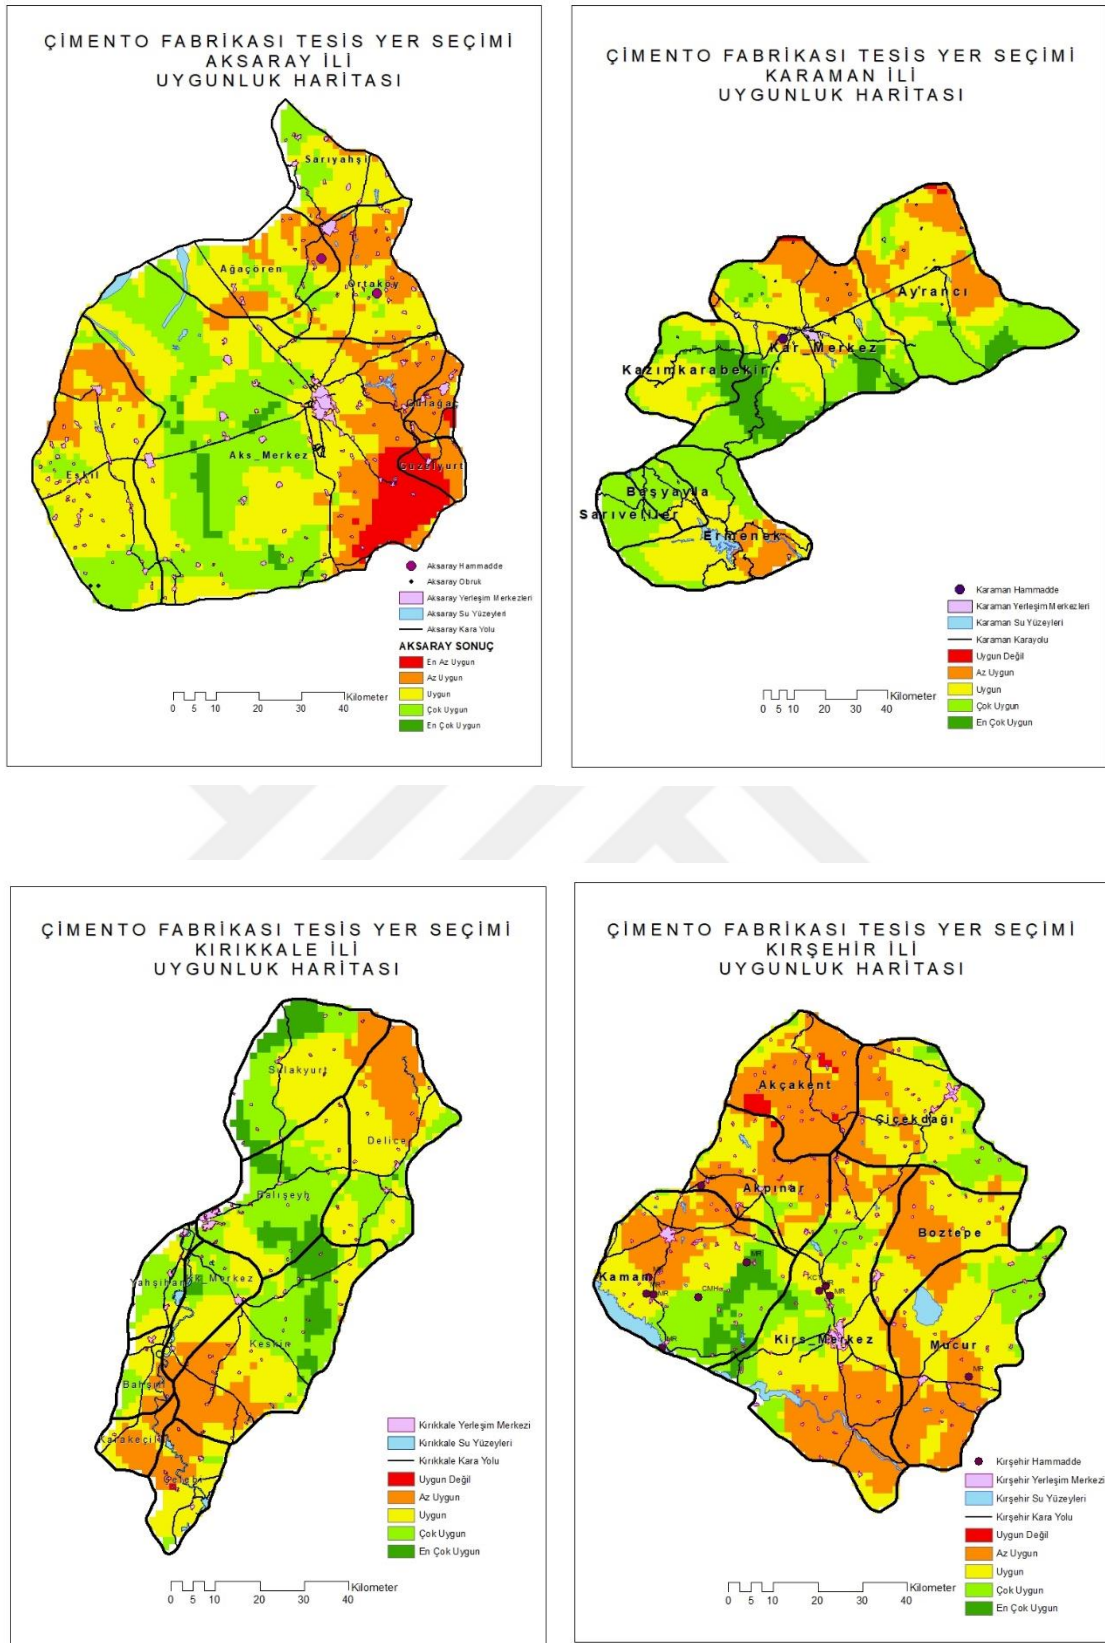 ÇİMENTO FABRİKASI TESİS YER SEÇİMİ
AKSARAY İLİ
UYGUNLUK HARİTASI
Sarıyahşi
Ağaçören
Ortaköy
Gülağaç
Aks_Merkez
Güzelyurt
Eskil
Aksaray Hammadde
Aksaray Obruk
Aksaray Yerleşim Merkezleri
Aksaray Su Yüzeyleri
Aksaray Kara Yolu
AKSARAY SONUÇ
En Az Uygun
Az Uygun
Uygun
Çok Uygun
En Çok Uygun
Kilometer
0 5 10 20 30 40
ÇİMENTO FABRİKASI TESİS YER SEÇİMİ
KARAMAN İLİ
UYGUNLUK HARİTASI
Ayrancı
Kar_Merkez
Kazımkarabekir
Başyayla
Sarıveliler
Ermenek
Karaman Hammadde
Karaman Yerleşim Merkezleri
Karaman Su Yüzeyleri
Karaman Karayolu
Uygun Değil
Az Uygun
Uygun
Çok Uygun
En Çok Uygun
Kilometer
0 5 10 20 30 40
ÇİMENTO FABRİKASI TESİS YER SEÇİMİ
KIRIKKALE İLİ
UYGUNLUK HARİTASI
Sulakyurt
Delice
Balışeyh
Yahşihan
Keskin
Bahşılı
Karakeçili
Çelebi
Kırıkkale Yerleşim Merkezi
Kırıkkale Su Yüzeyleri
Kırıkkale Kara Yolu
Uygun Değil
Az Uygun
Uygun
Çok Uygun
En Çok Uygun
Kilometer
0 5 10 20 30 40
ÇİMENTO FABRİKASI TESİS YER SEÇİMİ
KIRŞEHİR İLİ
UYGUNLUK HARİTASI
Akçakent
Çiçekdağı
Akpınar
Boztepe
MR
Kaman
MR
KCT
MR
MR
Kırs_Merkez
MR
Mucur
MR
Kırşehir Hammadde
Kırşehir Yerleşim Merkezi
Kırşehir Su Yüzeyleri
Kırşehir Kara Yolu
Uygun Değil
Az Uygun
Uygun
Çok Uygun
En Çok Uygun
Kilometer
0 5 10 20 30 40